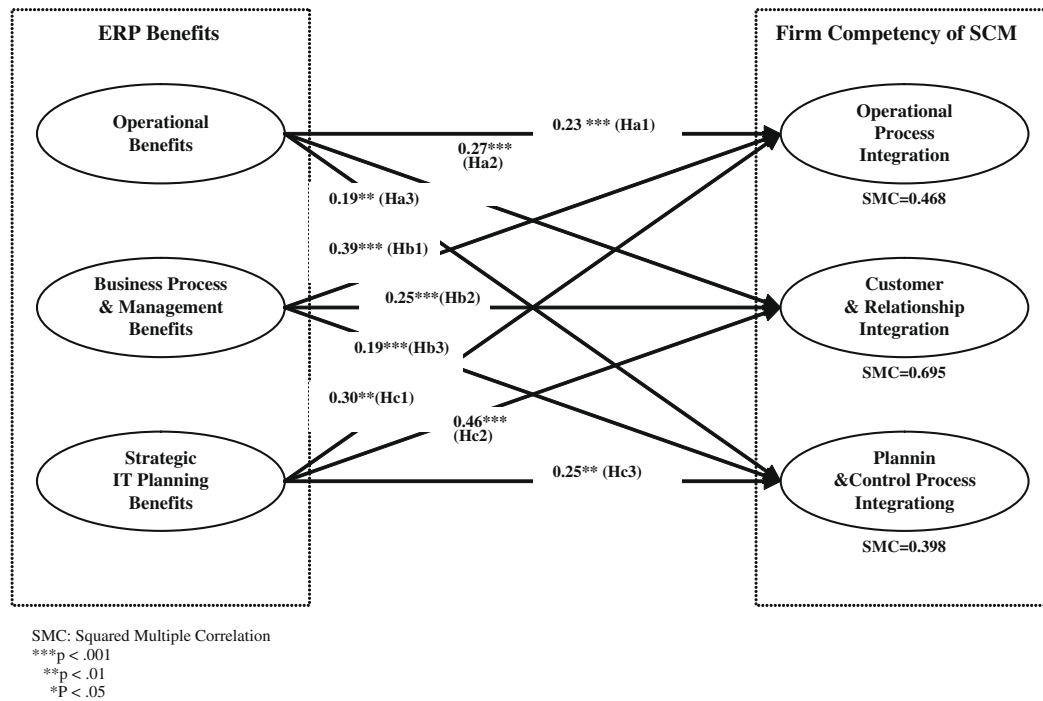 ERP Benefits
Firm Competency of SCM
Operational
Benefits
0.23 *** (Ha1)
0.27***
(Ha2)
0.19** (Ha3)
Operational
Process
Integration
SMC=0.468
0.39*** (Hb1)
Business Process
& Management
Benefits
0.25***(Hb2)
0.19***(Hb3)
Customer
& Relationship
Integration
SMC=0.695
0.30**(Hc1)
0.46***
(Hc2)
Strategic
IT Planning
Benefits
0.25** (Hc3)
Plannin
&Control Process
Integrationg
SMC=0.398
SMC: Squared Multiple Correlation
***p < .001
**p < .01
*P < .05